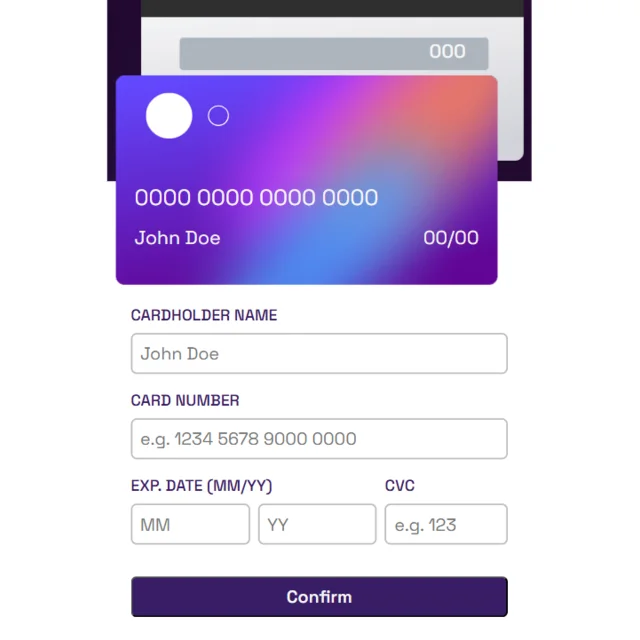 000
0000 0000 0000 0000
John Doe 00/00
CARDHOLDER NAME
John Doe
CARD NUMBER
e.g. 1234 5678 9000 0000
EXP. DATE (MM/YY) CVC
MM YY e.g. 123
Confirm